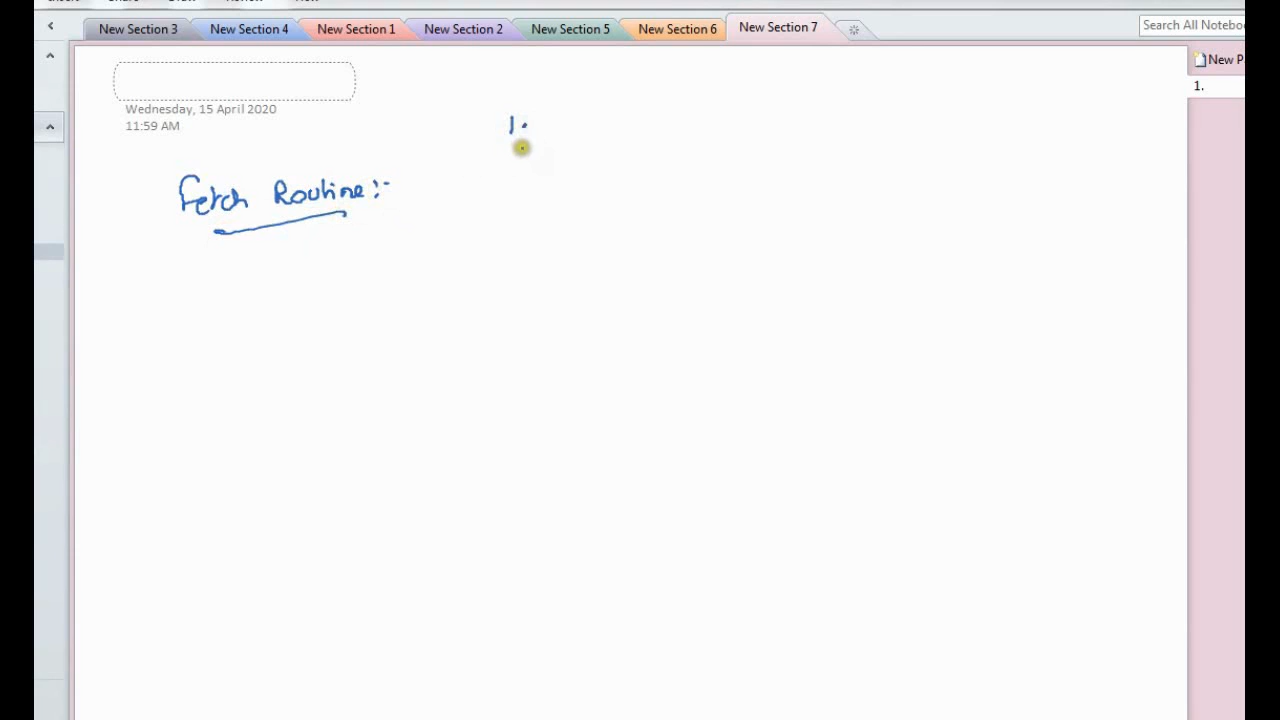 New Section 3 New Section 4 New Section 1 New Section 2 New Section 5 New Section 6 New Section 7
Search All Notebo
New P
1.
Wednesday, 15 April 2020
11:59 AM
1.
Fetch Routine:-